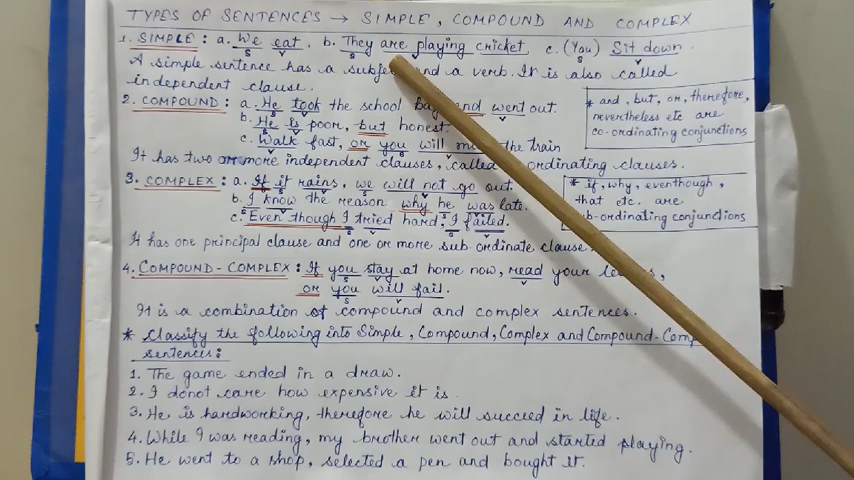 TYPES OF SENTENCES → SIMPLE, COMPOUND AND COMPLEX
1. SIMPLE : a. We eat, b. They are playing cricket, c. (You) Sit down.
S V S V V
A simple sentence has a subject and a verb. It is also called
independent clause.
2. COMPOUND : a. He took the school bag and went out.
S V V
b. He is poor, but honest.
S V
c. Walk fast, or you will the train
V S V
It has two or more independent clauses, called ordinating clauses.
* and, but, or, therefore,
nevertheless etc are
co-ordinating conjunctions
3. COMPLEX : a. If it rains, we will not go out.
S V S V
b. I know the reason why he was late.
S V S V
c. Even though I tried hard, I failed.
S V S V
* if, why, eventhough,
that etc. are
sub-ordinating conjunctions
It has one principal clause and one or more sub ordinate clause.
4. COMPOUND-COMPLEX : If you stay at home now, read your
S V V
or you will fail.
S V
It is a combination of compound and complex sentences.
* Classify the following into Simple, Compound, Complex and Compound-
sentences :
1. The game ended in a draw.
2. I donot care how expensive it is.
3. He is hardworking, therefore he will succeed in life.
4. While I was reading, my brother went out and started playing.
5. He went to a shop, selected a pen and bought it.